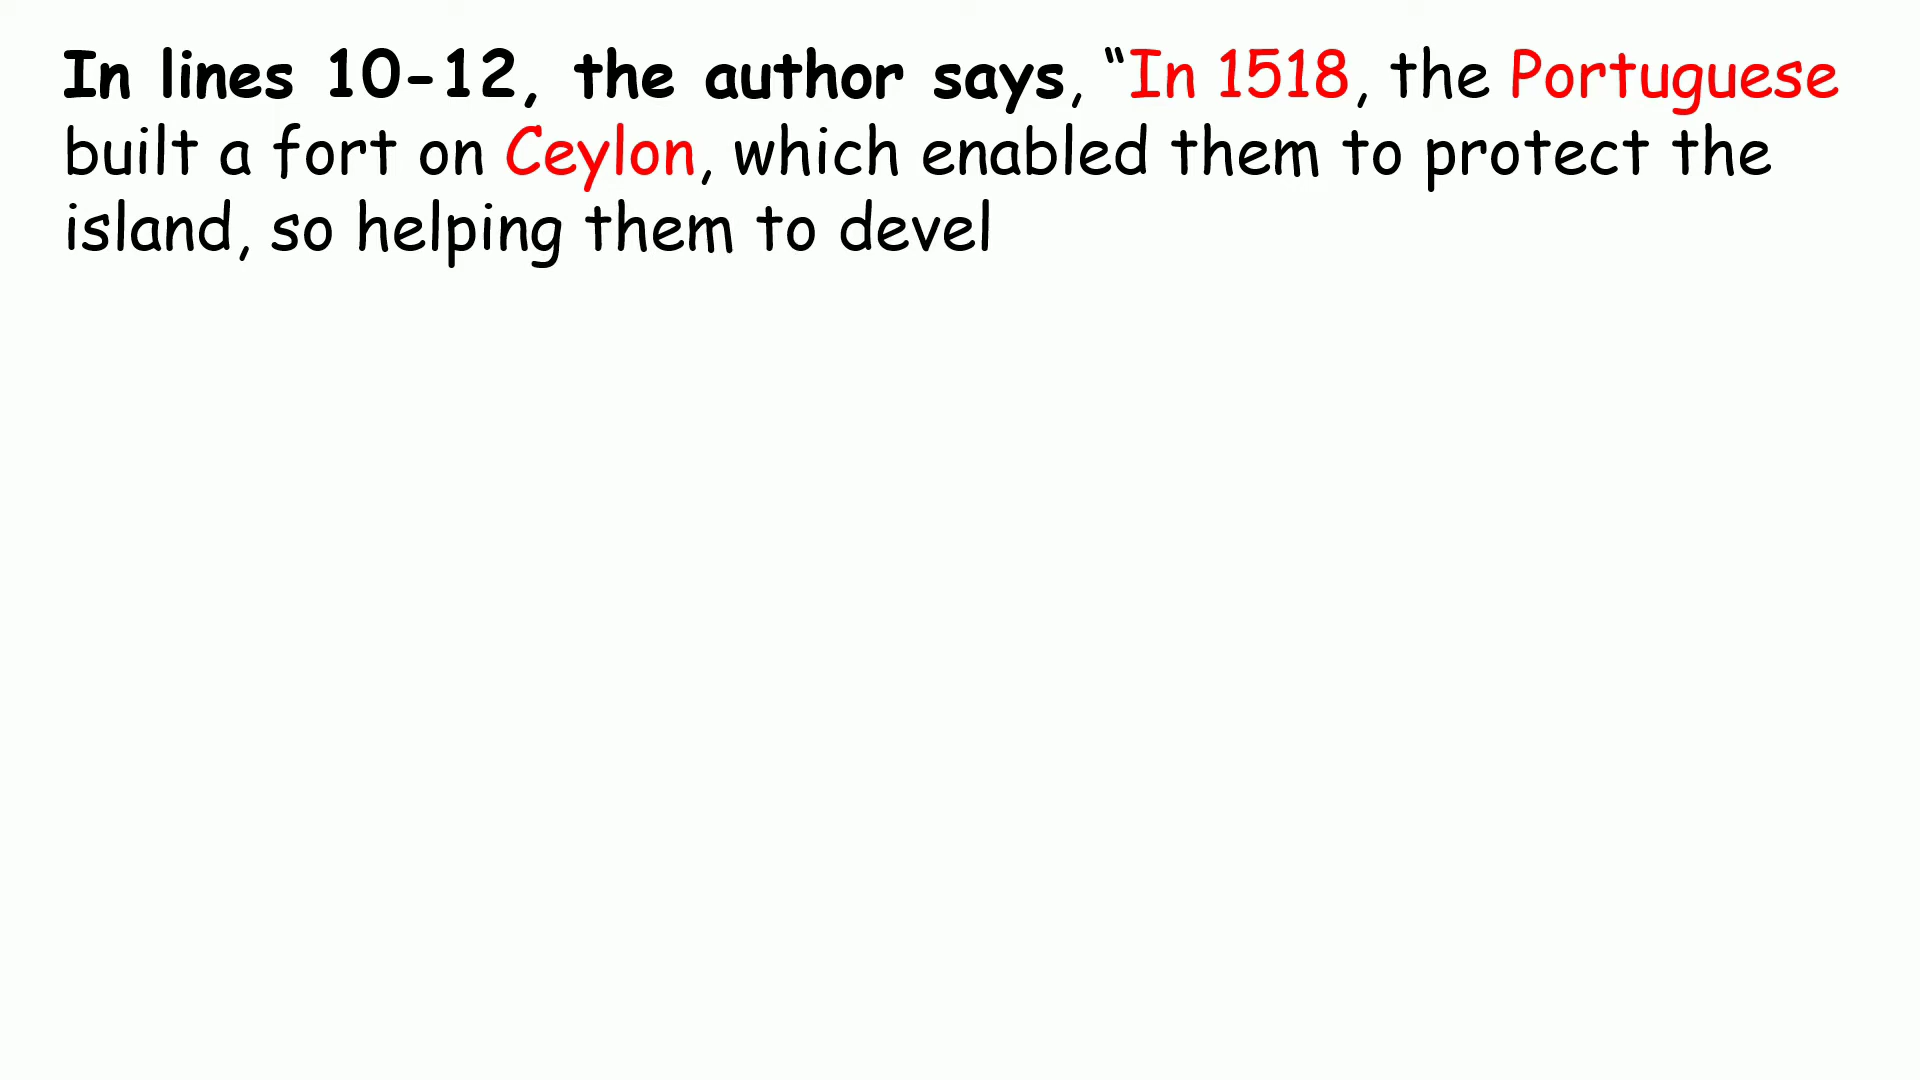 In lines 10-12, the author says, “In 1518, the Portuguese
built a fort on Ceylon, which enabled them to protect the
island, so helping them to devel